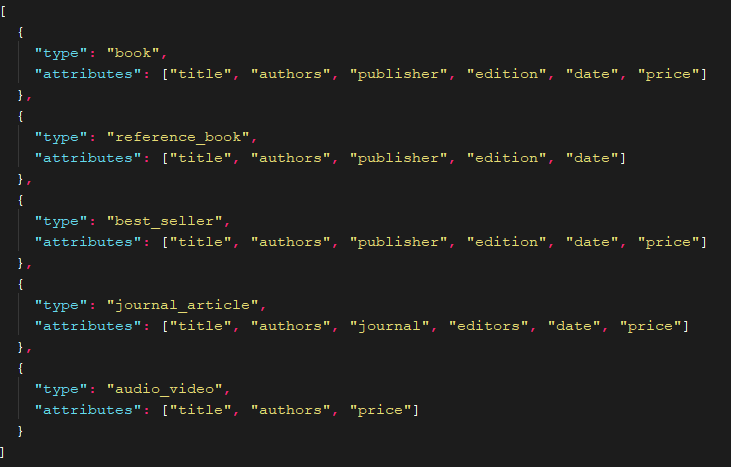 [
  {
    "type": "book",
    "attributes": ["title", "authors", "publisher", "edition", "date", "price"]
  },
  {
    "type": "reference_book",
    "attributes": ["title", "authors", "publisher", "edition", "date"]
  },
  {
    "type": "best_seller",
    "attributes": ["title", "authors", "publisher", "edition", "date", "price"]
  },
  {
    "type": "journal_article",
    "attributes": ["title", "authors", "journal", "editors", "date", "price"]
  },
  {
    "type": "audio_video",
    "attributes": ["title", "authors", "price"]
  }
]